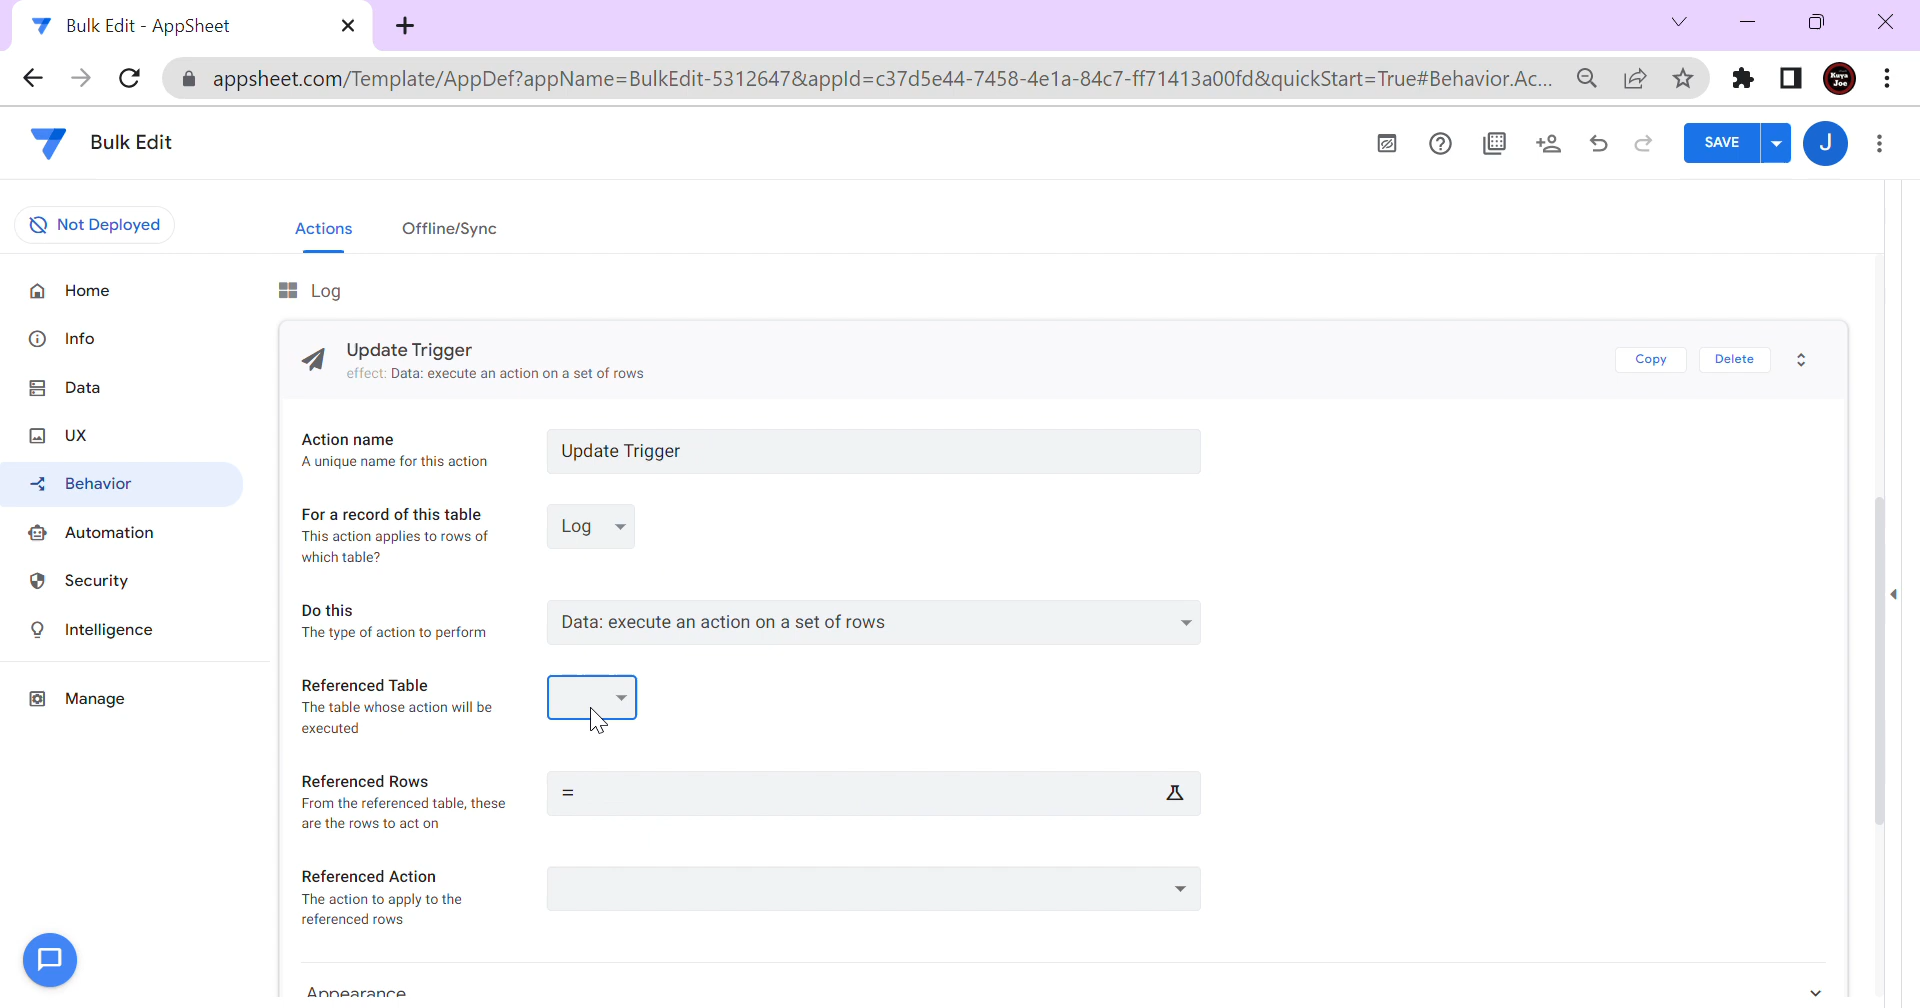 Bulk Edit - AppSheet
appsheet.com/Template/AppDef?appName=BulkEdit-5312647&appId=c37d5e44-7458-4e1a-84c7-ff71413a00fd&quickStart=True#Behavior.Ac...
Kuya
Joe
Bulk Edit
SAVE
J
Not Deployed
Actions
Offline/Sync
Home
Info
Data
UX
Behavior
Automation
Security
Intelligence
Manage
Log
Update Trigger
effect: Data: execute an action on a set of rows
Copy
Delete
Action name
A unique name for this action
Update Trigger
For a record of this table
This action applies to rows of
which table?
Log
Do this
The type of action to perform
Data: execute an action on a set of rows
Referenced Table
The table whose action will be
executed
Referenced Rows
From the referenced table, these
are the rows to act on
=
Referenced Action
The action to apply to the
referenced rows
Appearance